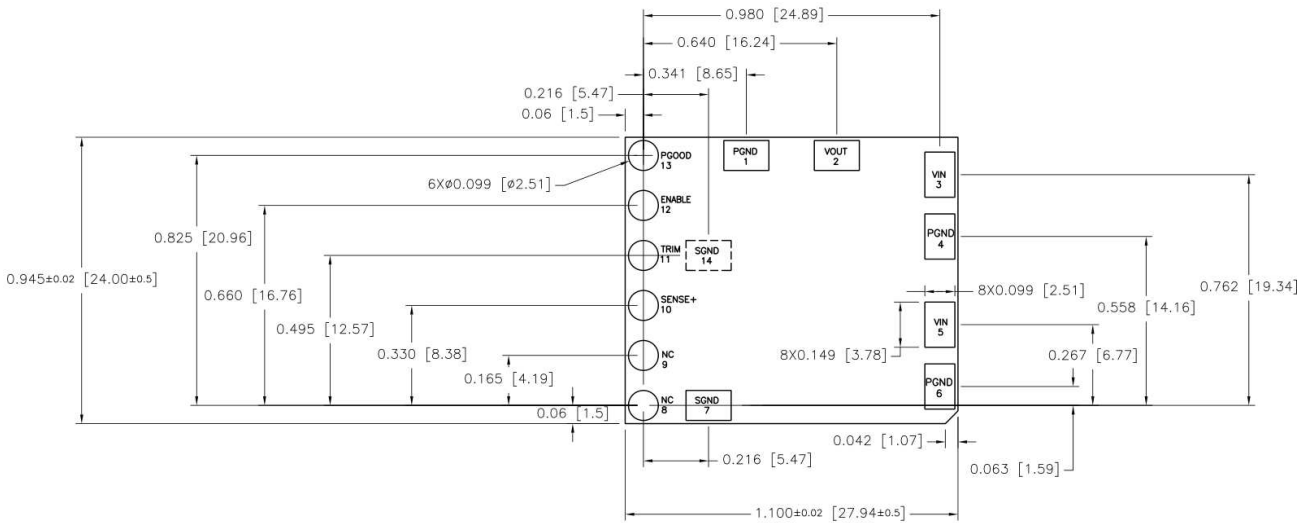 0.980 [24.89]
0.640 [16.24]
0.341 [8.65]
0.216 [5.47]
0.06 [1.5]
PGOOD
13
PGND
1
VOUT
2
VIN
3
6XØ0.099 [Ø2.51]
ENABLE
12
0.825 [20.96]
PGND
4
TRIM
11
SGND
14
0.945±0.02 [24.00±0.5]
0.660 [16.76]
8X0.099 [2.51]
0.762 [19.34]
0.558 [14.16]
SENSE+
10
0.495 [12.57]
VIN
5
0.330 [8.38]
NC
9
8X0.149 [3.78]
0.267 [6.77]
0.165 [4.19]
PGND
6
NC
8
SGND
7
0.06 [1.5]
0.042 [1.07]
0.216 [5.47]
0.063 [1.59]
1.100±0.02 [27.94±0.5]